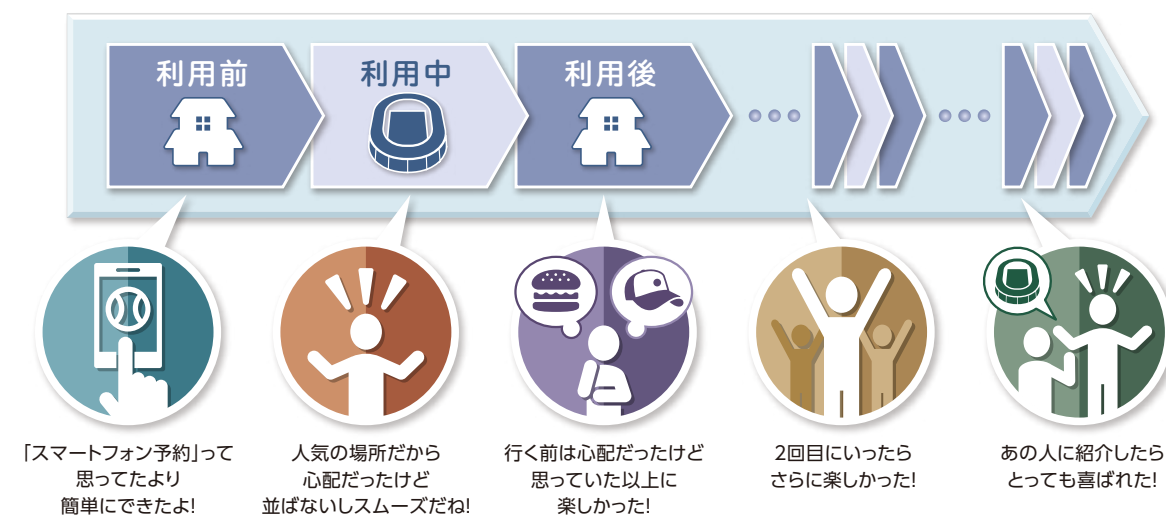 利用前
利用中
利用後
「スマートフォン予約」って
思ってたより
簡単にできたよ!
人気の場所だから
心配だったけど
並ばないしスムーズだね!
行く前は心配だったけど
思っていた以上に
楽しかった!
2回目にいったら
さらに楽しかった!
あの人に紹介したら
とっても喜ばれた!